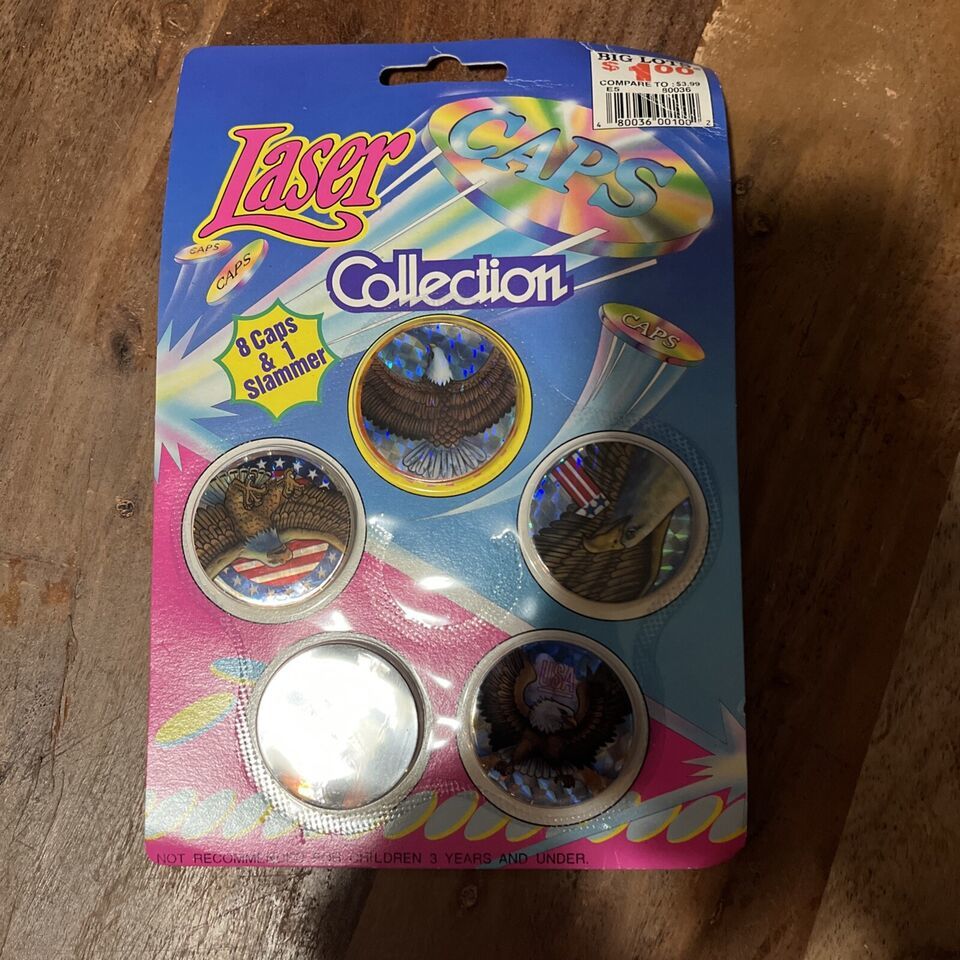 BIG LOTS
$1.00
COMPARE TO : $3.99
E5 80036
4 80036 00100 2
Laser
CAPS
CAPS
CAPS
Collection
CAPS
8 Caps
& 1
Slammer
USA
NOT RECOMMENDED FOR CHILDREN 3 YEARS AND UNDER.